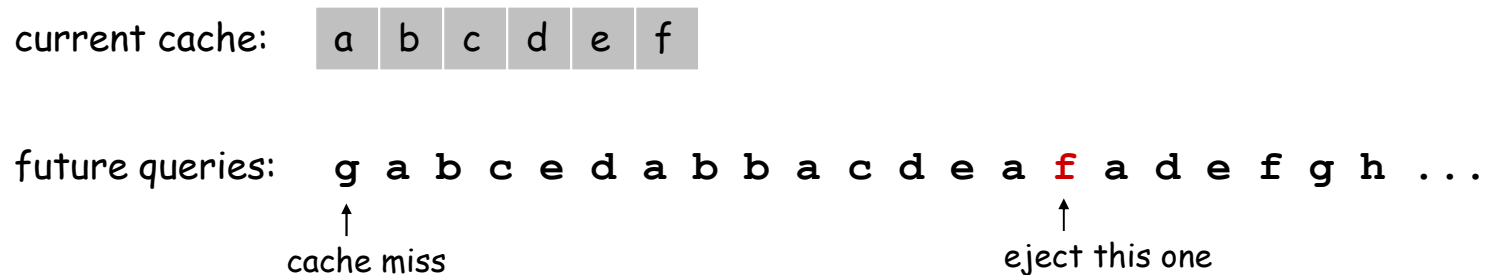 current cache: a b c d e f
future queries: g a b c e d a b b a c d e a f a d e f g h ...
cache miss eject this one